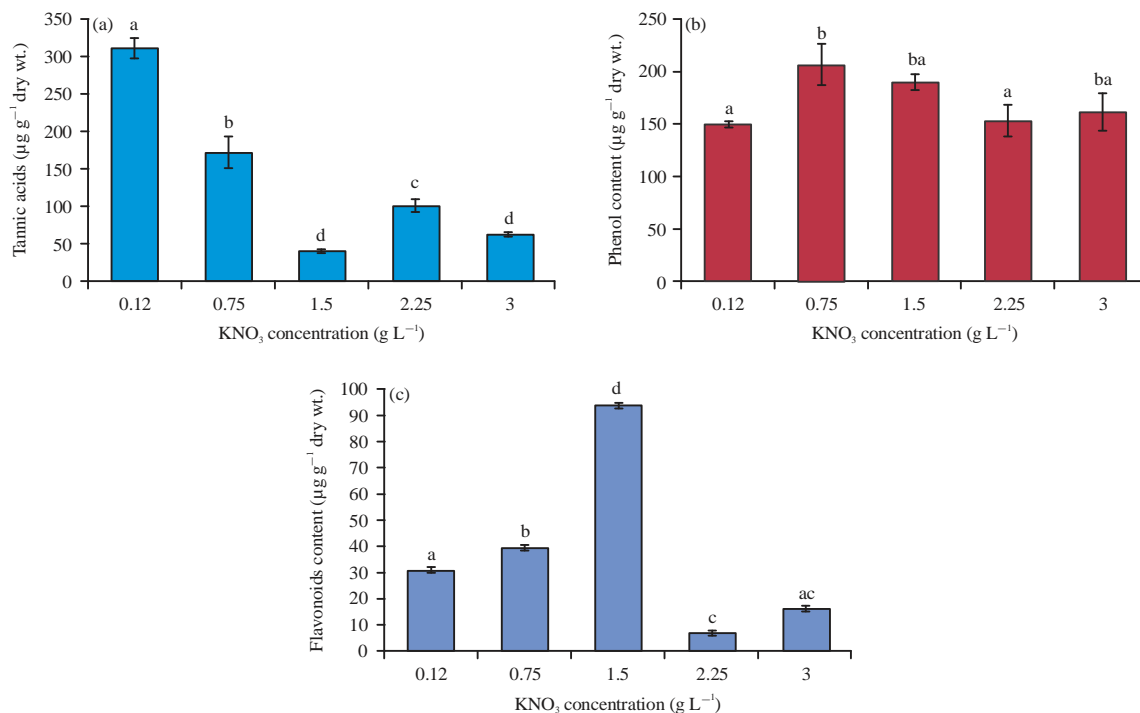 (a)
Tannic acids (µg g⁻¹ dry wt.)
350
300
250
200
150
100
50
0
a
b
d
c
d
0.12 0.75 1.5 2.25 3
KNO₃ concentration (g L⁻¹)
(b)
Phenol content (µg g⁻¹ dry wt.)
250
200
150
100
50
0
a
b
ba
a
ba
0.12 0.75 1.5 2.25 3
KNO₃ concentration (g L⁻¹)
(c)
Flavonoids content (µg g⁻¹ dry wt.)
100
90
80
70
60
50
40
30
20
10
0
a
b
d
c
ac
0.12 0.75 1.5 2.25 3
KNO₃ concentration (g L⁻¹)